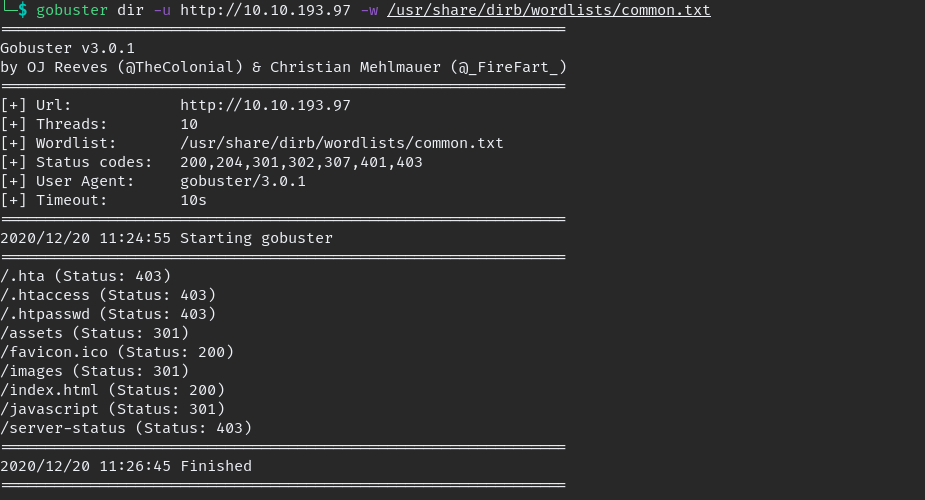 └─$ gobuster dir -u http://10.10.193.97 -w /usr/share/dirb/wordlists/common.txt
===============================================================
Gobuster v3.0.1
by OJ Reeves (@TheColonial) & Christian Mehlmauer (@_FireFart_)
===============================================================
[+] Url:            http://10.10.193.97
[+] Threads:        10
[+] Wordlist:       /usr/share/dirb/wordlists/common.txt
[+] Status codes:   200,204,301,302,307,401,403
[+] User Agent:     gobuster/3.0.1
[+] Timeout:        10s
===============================================================
2020/12/20 11:24:55 Starting gobuster
===============================================================
/.hta (Status: 403)
/.htaccess (Status: 403)
/.htpasswd (Status: 403)
/assets (Status: 301)
/favicon.ico (Status: 200)
/images (Status: 301)
/index.html (Status: 200)
/javascript (Status: 301)
/server-status (Status: 403)
===============================================================
2020/12/20 11:26:45 Finished
===============================================================